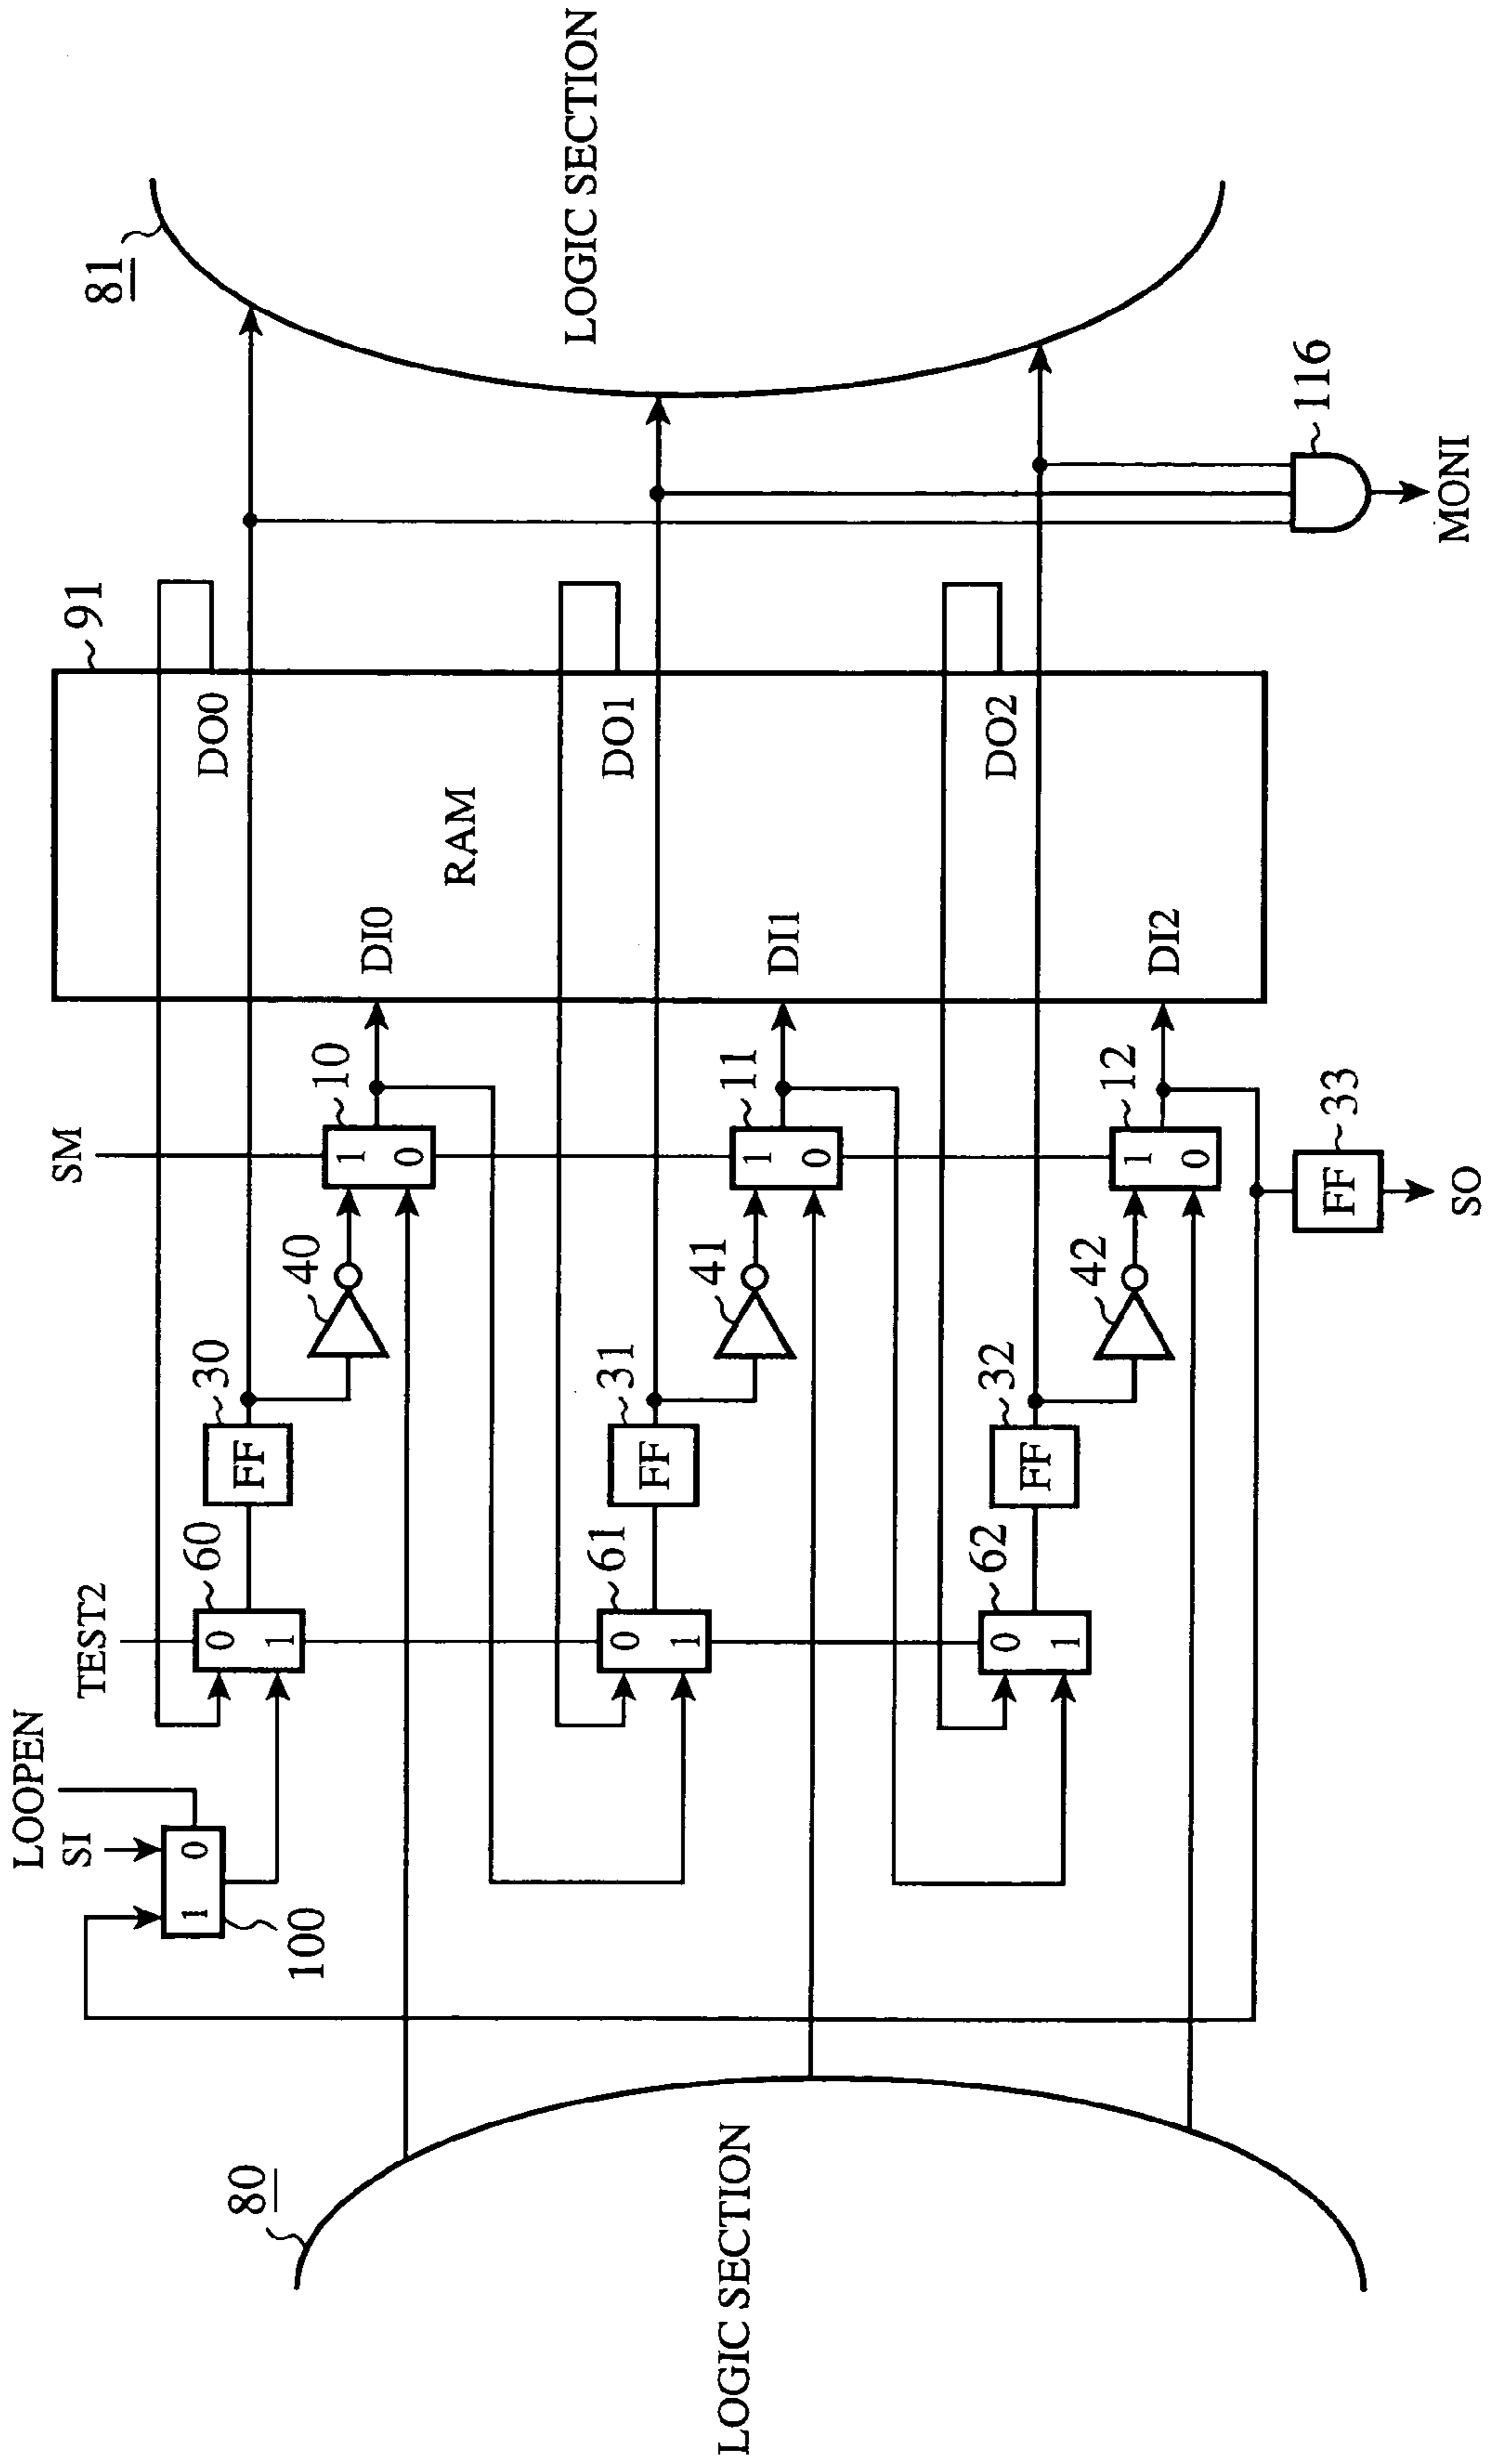 LOGIC SECTION
80
LOOPEN
SI
1 0
100
TEST2
0
1
60
FF
30
40
SM
1
0
10
DI0
DO0
91
RAM
0
1
61
FF
31
41
1
0
11
DI1
DO1
0
1
62
FF
32
42
1
0
12
DI2
DO2
FF
33
SO
81
LOGIC SECTION
116
MONI